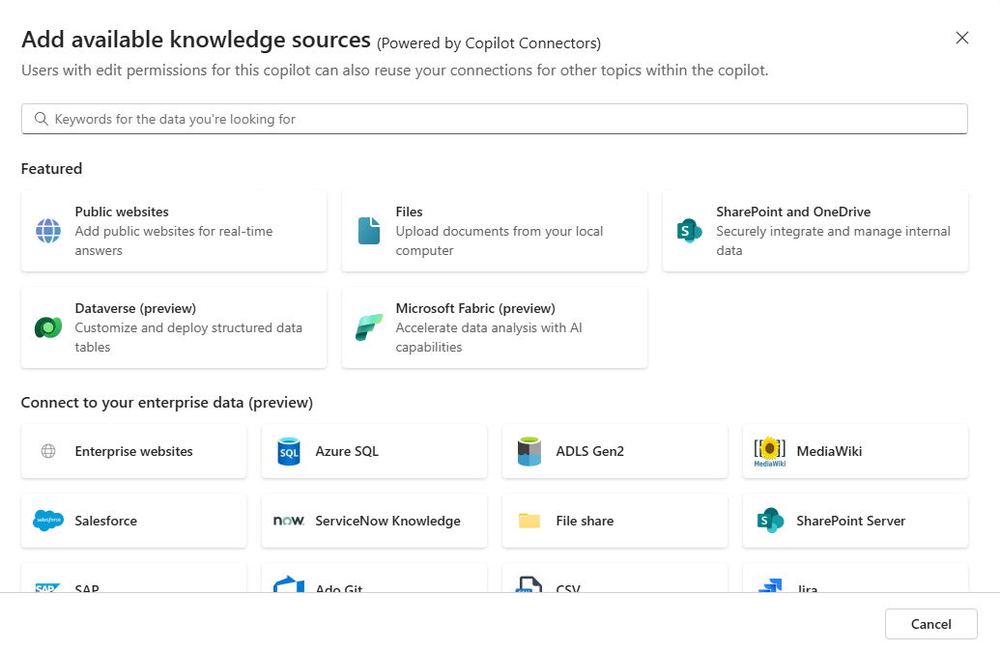 Add available knowledge sources (Powered by Copilot Connectors)
Users with edit permissions for this copilot can also reuse your connections for other topics within the copilot.
Keywords for the data you're looking for
Featured
Public websites
Add public websites for real-time
answers
Files
Upload documents from your local
computer
SharePoint and OneDrive
Securely integrate and manage internal
data
Dataverse (preview)
Customize and deploy structured data
tables
Microsoft Fabric (preview)
Accelerate data analysis with AI
capabilities
Connect to your enterprise data (preview)
Enterprise websites
SQL
Azure SQL
ADLS Gen2
MediaWiki
MediaWiki
salesforce
Salesforce
now.
ServiceNow Knowledge
File share
S
SharePoint Server
SAP
SAP
Ado Git
CSV
Jira
Cancel